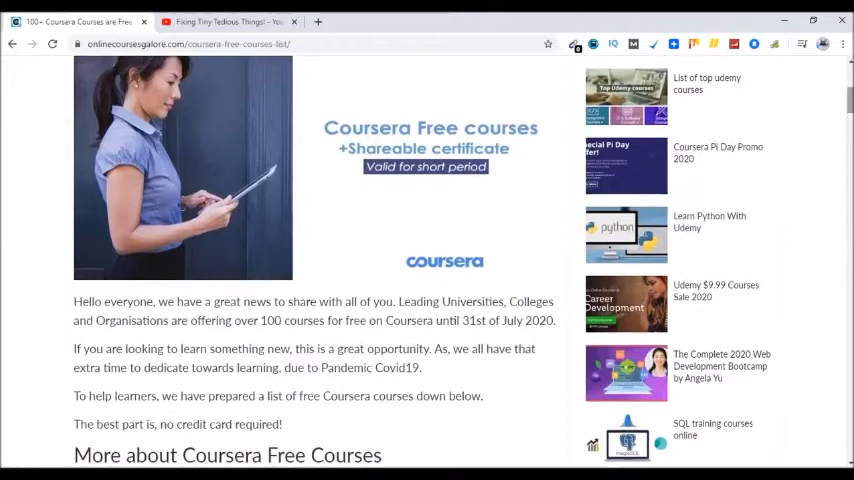 100+ Coursera Courses are Free
Fixing Tiny Tedious Things! - You
onlinecoursesgalore.com/coursera-free-courses-list/
Coursera Free courses
+Shareable certificate
Valid for short period
coursera
Hello everyone, we have a great news to share with all of you. Leading Universities, Colleges
and Organisations are offering over 100 courses for free on Coursera until 31st of July 2020.
If you are looking to learn something new, this is a great opportunity. As, we all have that
extra time to dedicate towards learning, due to Pandemic Covid19.
To help learners, we have prepared a list of free Coursera courses down below.
The best part is, no credit card required!
More about Coursera Free Courses
Top Udemy courses
List of top udemy
courses
ecial Pi Day
ffer!
Coursera Pi Day Promo
2020
python
Learn Python With
Udemy
Career
Development
Udemy $9.99 Courses
Sale 2020
The Complete 2020 Web
Development Bootcamp
by Angela Yu
SQL training courses
online